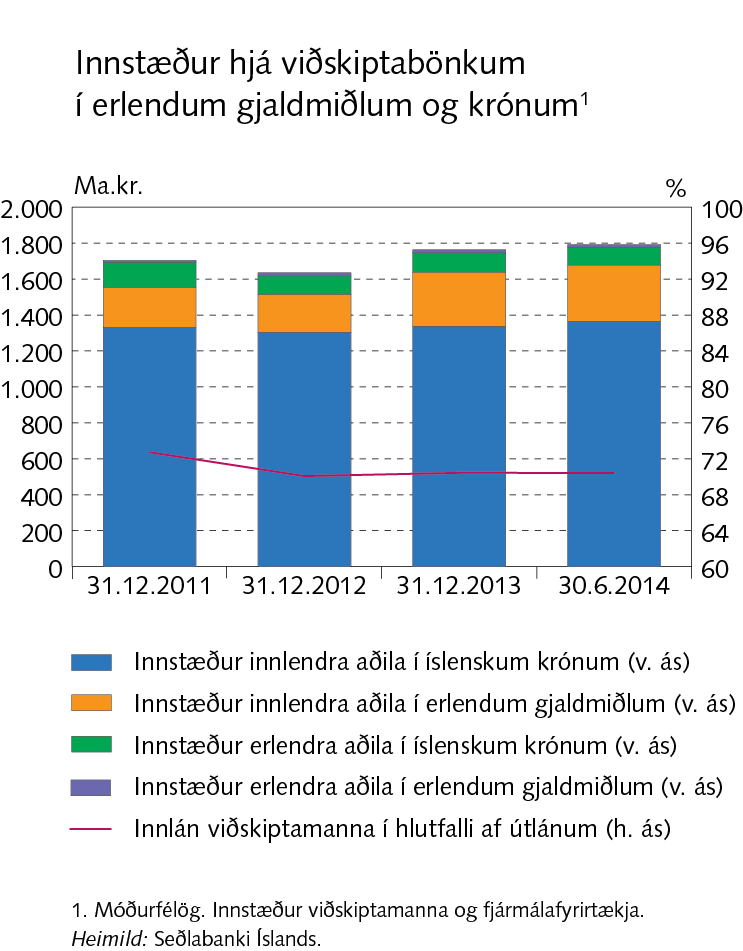 Innstæður hjá viðskiptabönkum
í erlendum gjaldmiðlum og krónum¹
Ma.kr. %
2.000 100
1.800 96
1.600 92
1.400 88
1.200 84
1.000 80
800 76
600 72
400 68
200 64
0 60
31.12.2011 31.12.2012 31.12.2013 30.6.2014
Innstæður innlendra aðila í íslenskum krónum (v. ás)
Innstæður innlendra aðila í erlendum gjaldmiðlum (v. ás)
Innstæður erlendra aðila í íslenskum krónum (v. ás)
Innstæður erlendra aðila í erlendum gjaldmiðlum (v. ás)
Innlán viðskiptamanna í hlutfalli af útlánum (h. ás)
1. Móðurfélög. Innstæður viðskiptamanna og fjármálafyrirtækja.
Heimild: Seðlabanki Íslands.